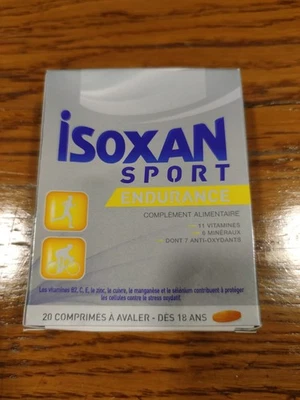 isOXAN
SPORT
ENDURANCE
COMPLÉMENT ALIMENTAIRE
11 VITAMINES
8 MINÉRAUX
DONT 7 ANTI-OXYDANTS
Les vitamines B2, C, E, le zinc, le cuivre, le manganèse et le sélénium contribuent à protéger
les cellules contre le stress oxydatif.
20 COMPRIMÉS À AVALER - DÈS 18 ANS